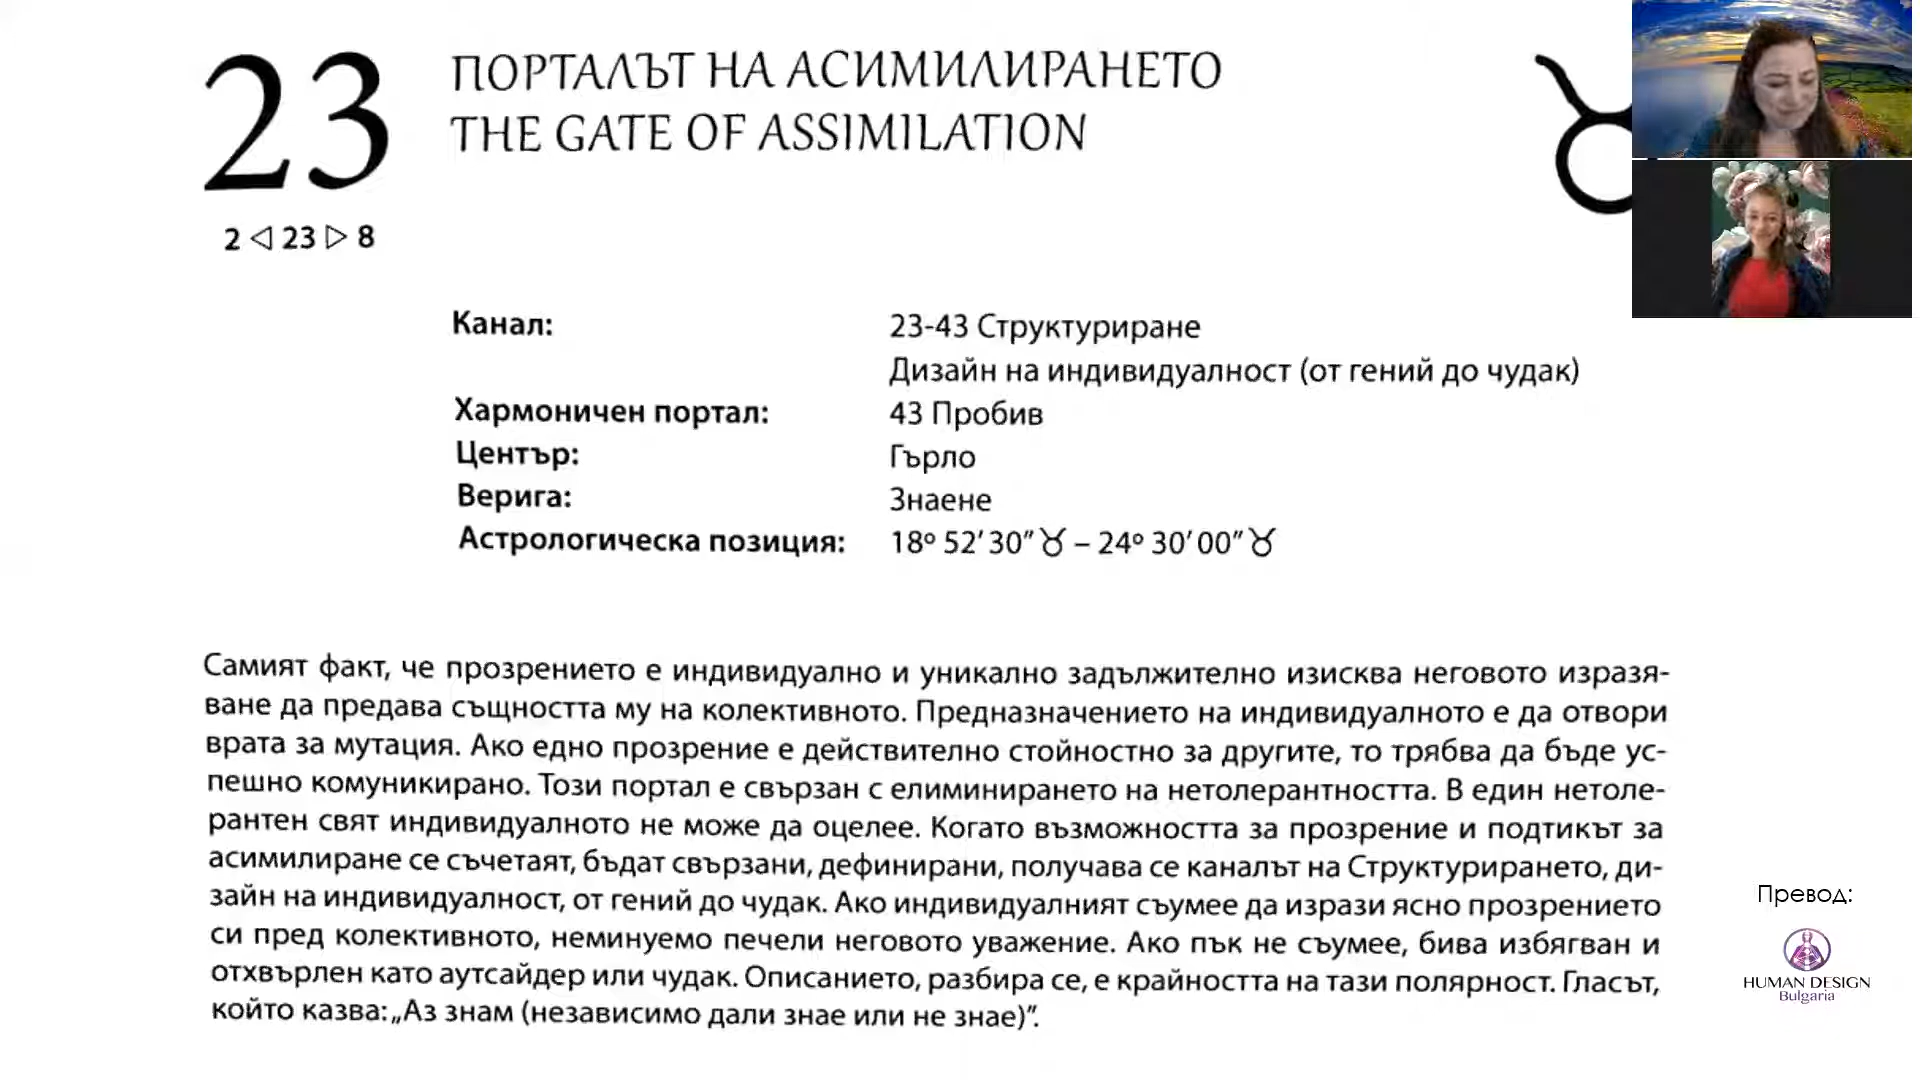 23
ПОРТАЛЪТ НА АСИМИЛИРАНЕТО
THE GATE OF ASSIMILATION
♉
2 ◁ 23 ▷ 8
Канал: 23-43 Структуриране
Дизайн на индивидуалност (от гений до чудак)
Хармоничен портал: 43 Пробив
Център: Гърло
Верига: Знаене
Астрологическа позиция: 18º 52’ 30” ♉ – 24º 30’ 00” ♉
Самият факт, че прозрението е индивидуално и уникално задължително изисква неговото изразя-
ване да предава същността му на колективното. Предназначението на индивидуалното е да отвори
врата за мутация. Ако едно прозрение е действително стойностно за другите, то трябва да бъде ус-
пешно комуникирано. Този портал е свързан с елиминирането на нетолерантността. В един нетоле-
рантен свят индивидуалното не може да оцелее. Когато възможността за прозрение и подтикът за
асимилиране се съчетаят, бъдат свързани, дефинирани, получава се каналът на Структурирането, ди-
зайн на индивидуалност, от гений до чудак. Ако индивидуалният съумее да изрази ясно прозрението
си пред колективното, неминуемо печели неговото уважение. Ако пък не съумее, бива избягван и
отхвърлен като аутсайдер или чудак. Описанието, разбира се, е крайността на тази полярност. Гласът,
който казва: „Аз знам (независимо дали знае или не знае)”.
Превод:
HUMAN DESIGN
Bulgaria